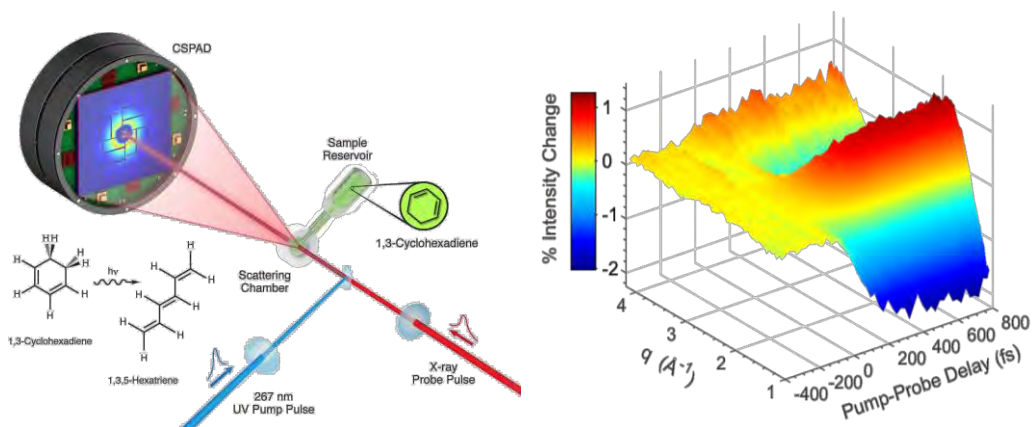 CSPAD
Sample
Reservoir
1,3-Cyclohexadiene
H H
H H
H H
H
H
hν
H
H
H
H
H
H
H
H
1,3-Cyclohexadiene
1,3,5-Hexatriene
Scattering
Chamber
267 nm
UV Pump Pulse
X-ray
Probe Pulse
% Intensity Change
1
0
-1
-2
4
3
2
1
q (Å⁻¹)
-400
-200
0
200
400
600
800
Pump-Probe Delay (fs)